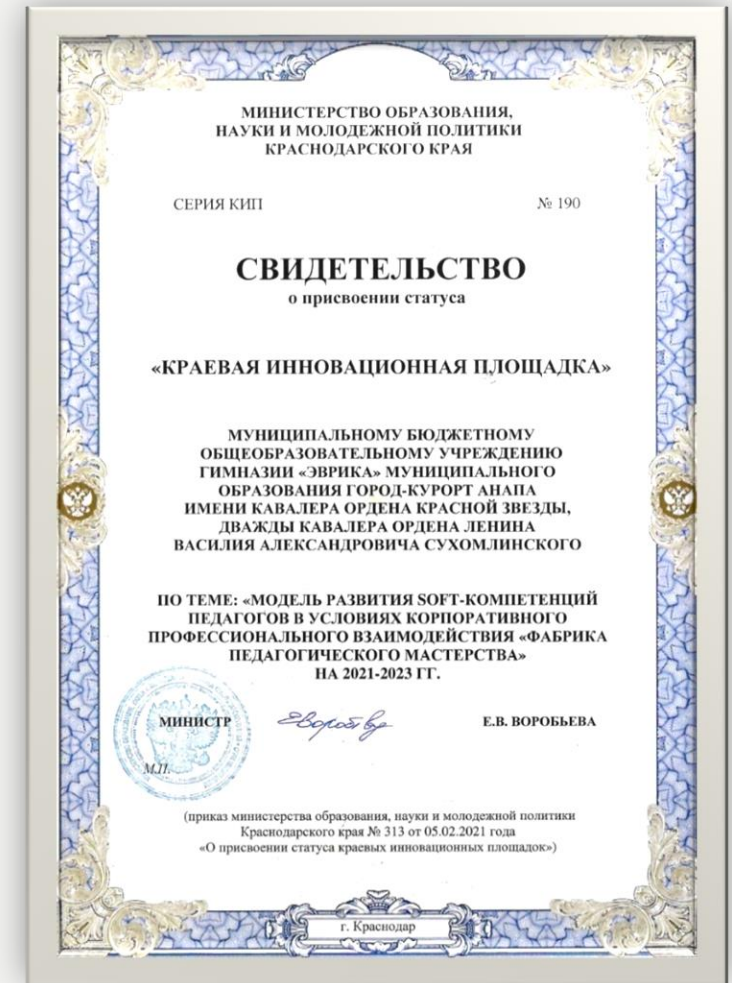 МИНИСТЕРСТВО ОБРАЗОВАНИЯ,
НАУКИ И МОЛОДЕЖНОЙ ПОЛИТИКИ
КРАСНОДАРСКОГО КРАЯ
СЕРИЯ КИП № 190
СВИДЕТЕЛЬСТВО
о присвоении статуса
«КРАЕВАЯ ИННОВАЦИОННАЯ ПЛОЩАДКА»
МУНИЦИПАЛЬНОМУ БЮДЖЕТНОМУ
ОБЩЕОБРАЗОВАТЕЛЬНОМУ УЧРЕЖДЕНИЮ
ГИМНАЗИИ «ЭВРИКА» МУНИЦИПАЛЬНОГО
ОБРАЗОВАНИЯ ГОРОД-КУРОРТ АНАПА
ИМЕНИ КАВАЛЕРА ОРДЕНА КРАСНОЙ ЗВЕЗДЫ,
ДВАЖДЫ КАВАЛЕРА ОРДЕНА ЛЕНИНА
ВАСИЛИЯ АЛЕКСАНДРОВИЧА СУХОМЛИНСКОГО
ПО ТЕМЕ: «МОДЕЛЬ РАЗВИТИЯ SOFT-КОМПЕТЕНЦИЙ
ПЕДАГОГОВ В УСЛОВИЯХ КОРПОРАТИВНОГО
ПРОФЕССИОНАЛЬНОГО ВЗАИМОДЕЙСТВИЯ «ФАБРИКА
ПЕДАГОГИЧЕСКОГО МАСТЕРСТВА»
НА 2021-2023 ГГ.
МИНИСТР Е.В. ВОРОБЬЕВА
М.П.
(приказ министерства образования, науки и молодежной политики
Краснодарского края № 313 от 05.02.2021 года
«О присвоении статуса краевых инновационных площадок»)
г. Краснодар